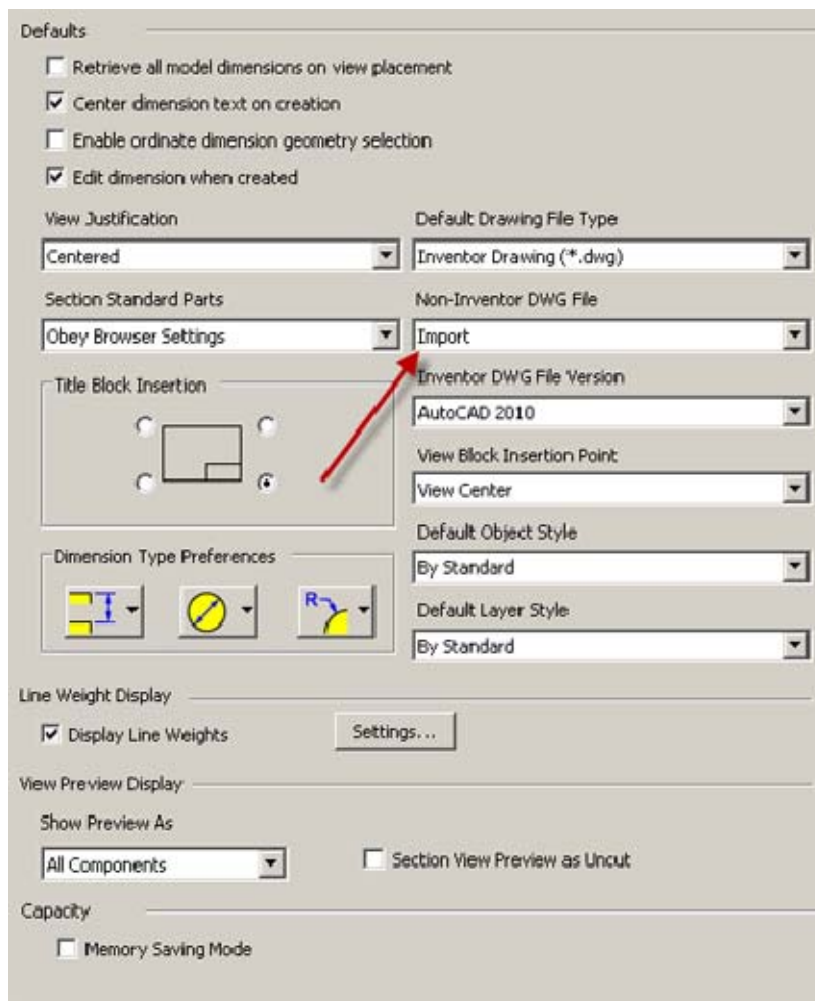 Defaults
Retrieve all model dimensions on view placement
Center dimension text on creation
Enable ordinate dimension geometry selection
Edit dimension when created
View Justification
Centered
Default Drawing File Type
Inventor Drawing (*.dwg)
Section Standard Parts
Obey Browser Settings
Non-Inventor DWG File
Import
Title Block Insertion
Inventor DWG File Version
AutoCAD 2010
View Block Insertion Point
View Center
Default Object Style
By Standard
Dimension Type Preferences
R
Default Layer Style
By Standard
Line Weight Display
Display Line Weights
Settings...
View Preview Display
Show Preview As
All Components
Section View Preview as Uncut
Capacity
Memory Saving Mode